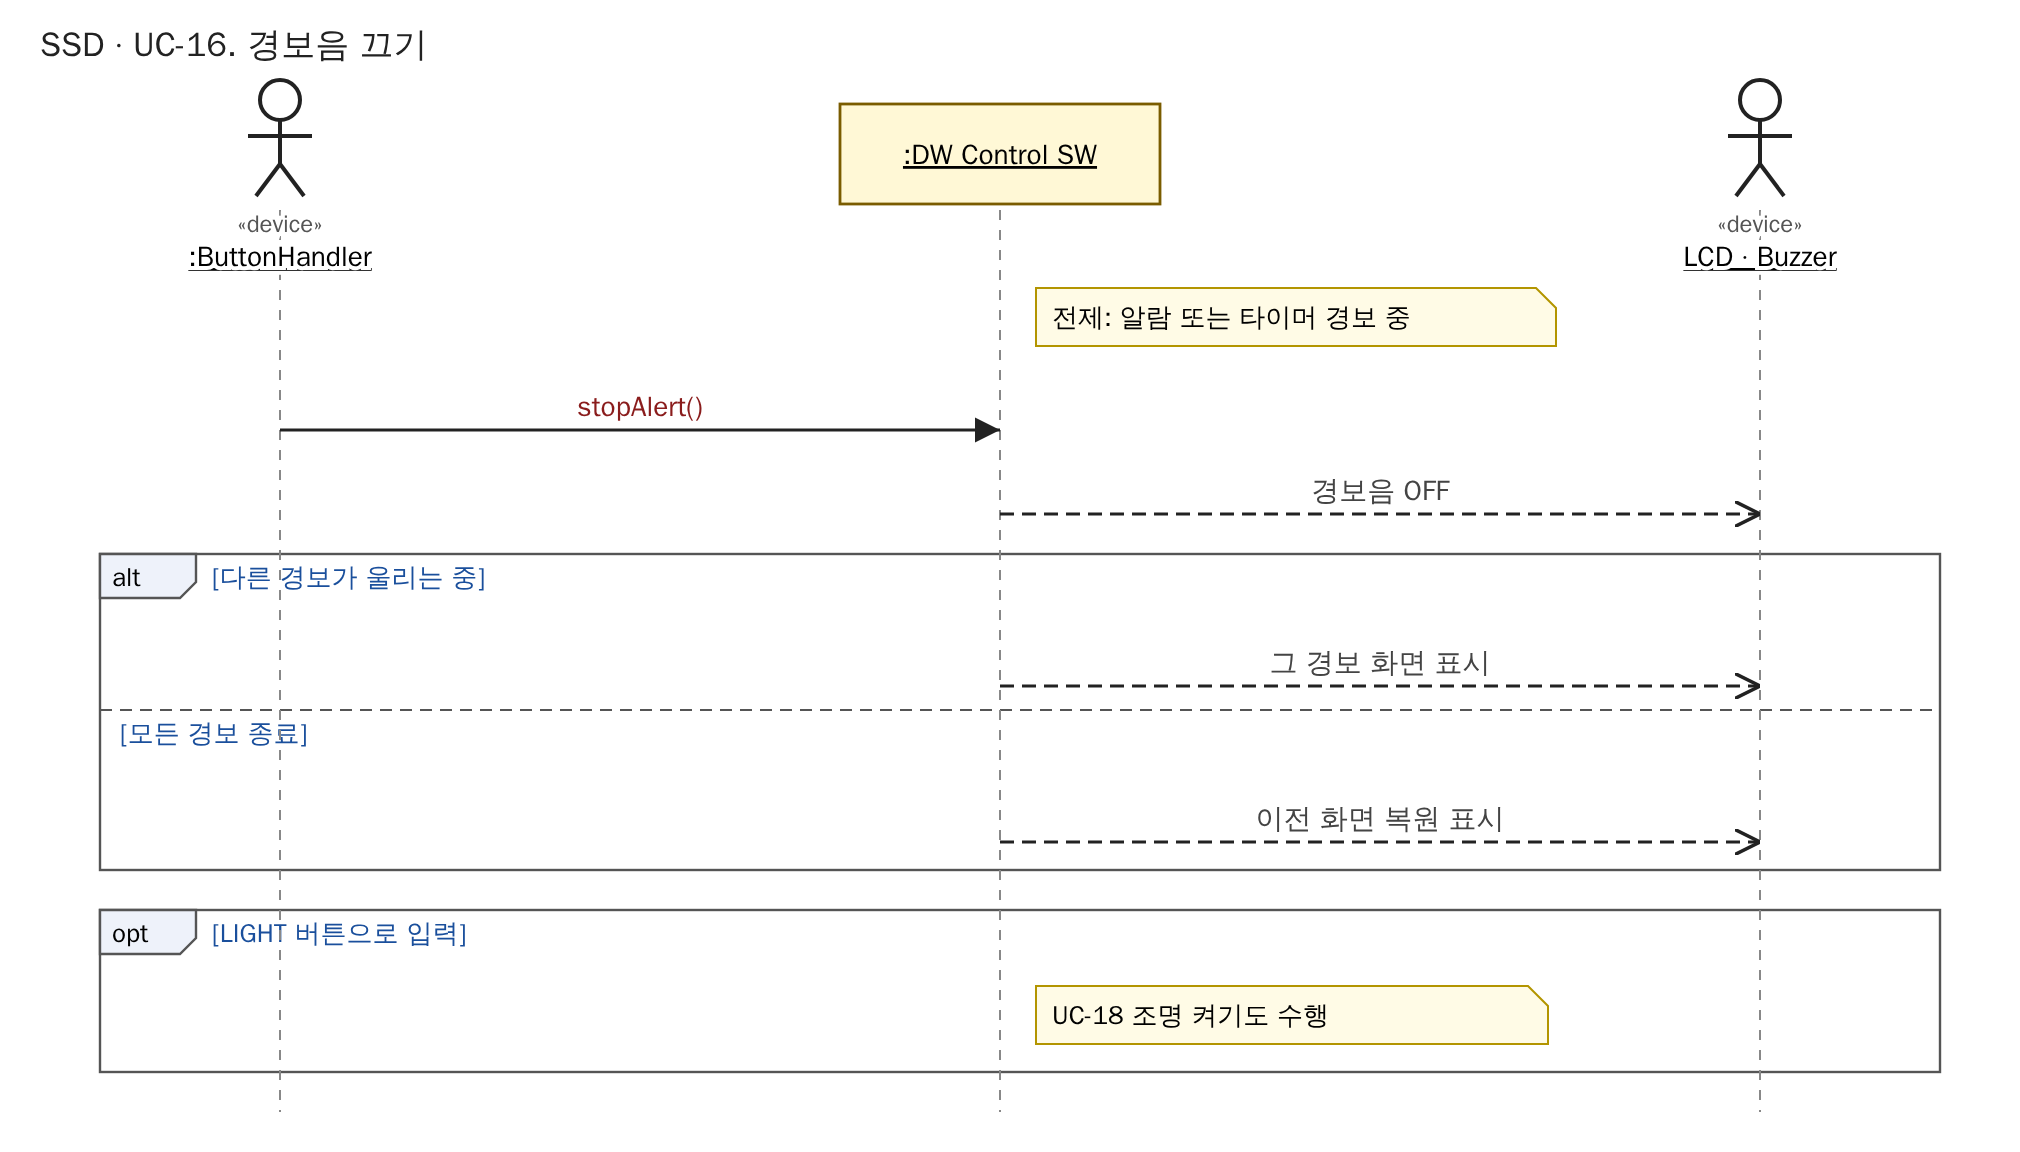 SSD · UC-16. 경보음 끄기
:DW Control SW
«device»
:ButtonHandler
«device»
LCD · Buzzer
전제: 알람 또는 타이머 경보 중
stopAlert()
경보음 OFF
alt
[다른 경보가 울리는 중]
그 경보 화면 표시
[모든 경보 종료]
이전 화면 복원 표시
opt
[LIGHT 버튼으로 입력]
UC-18 조명 켜기도 수행